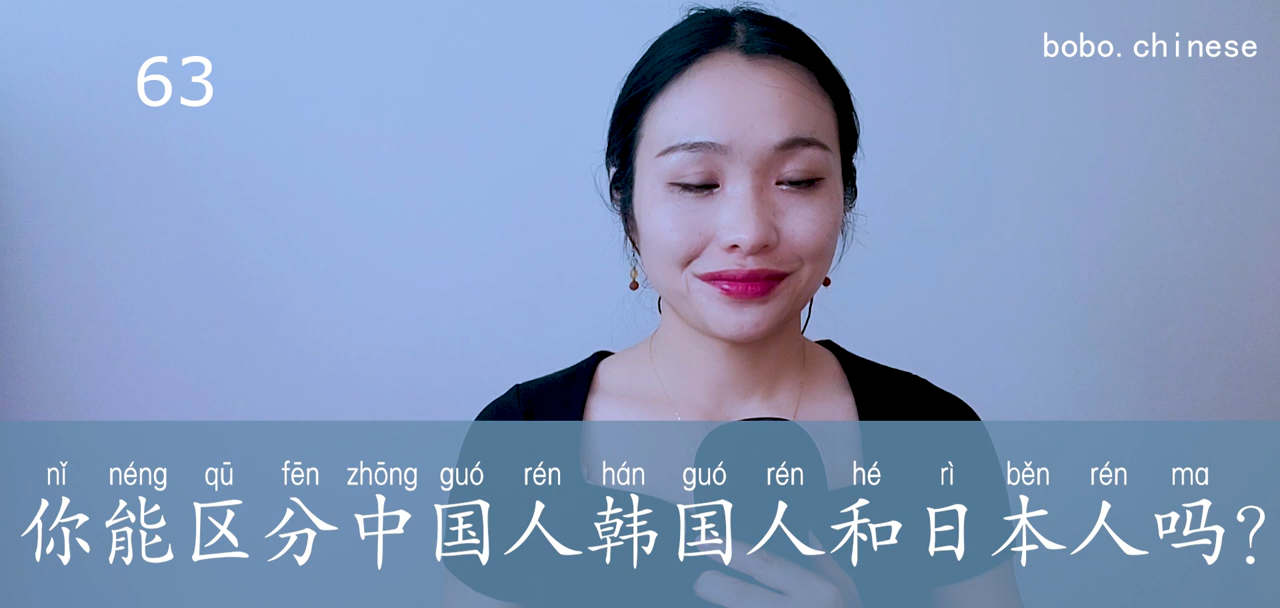 63
bobo.chinese
nǐ néng qū fēn zhōng guó rén hán guó rén hé rì běn rén ma
你能区分中国人韩国人和日本人吗?